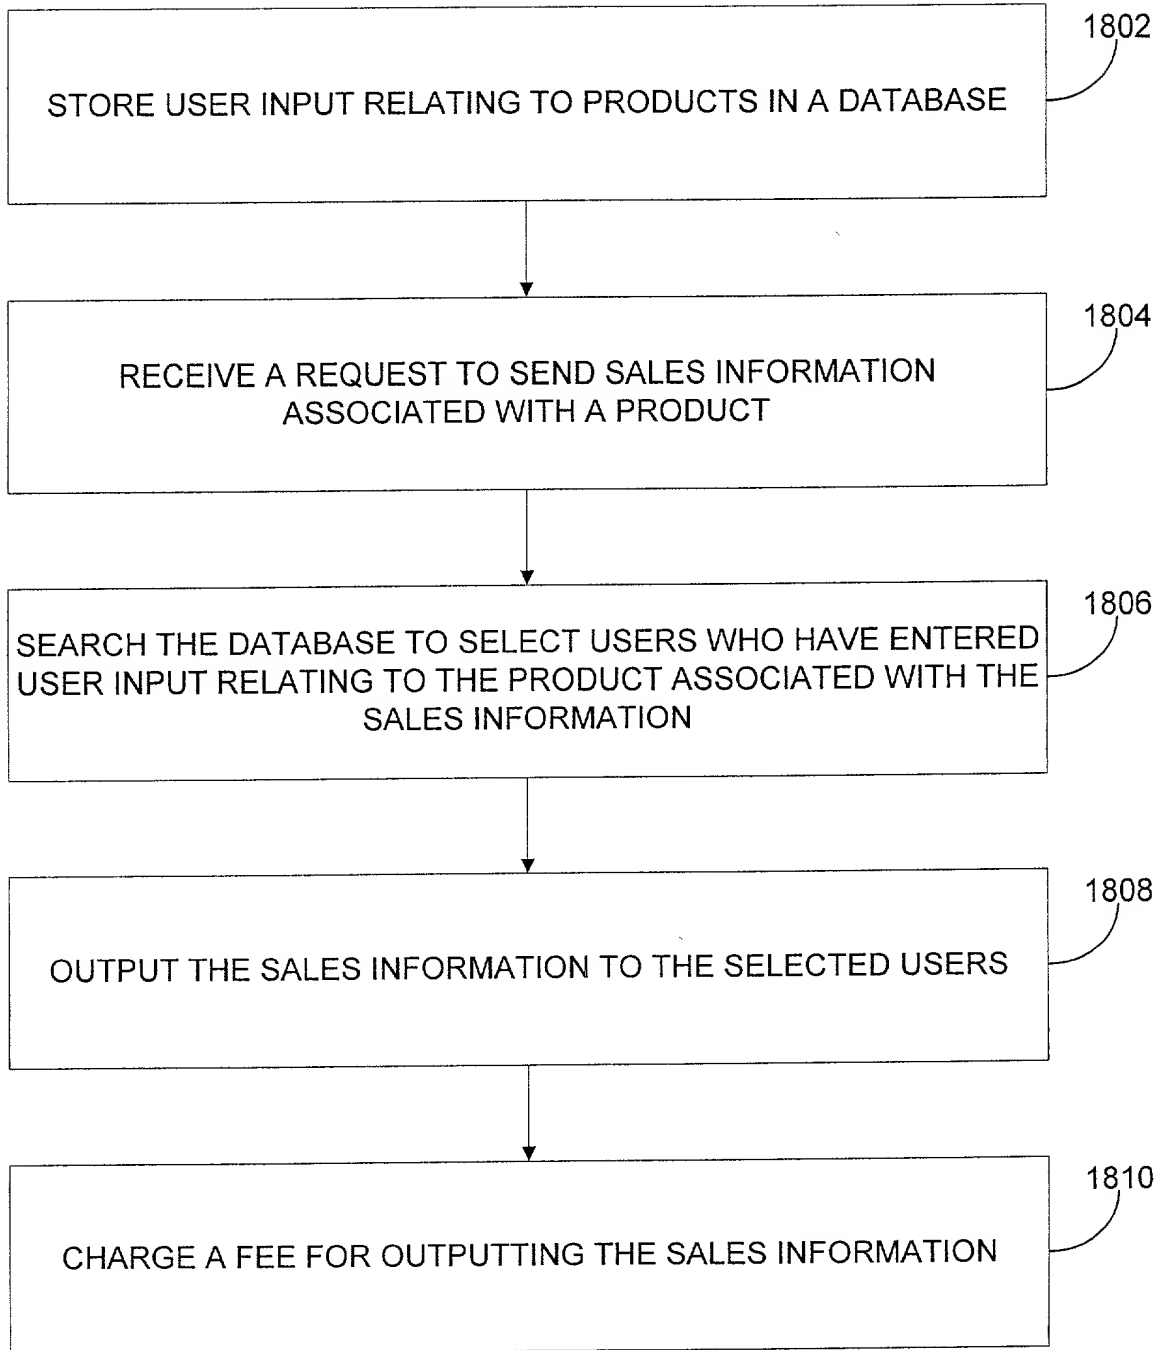 1802
STORE USER INPUT RELATING TO PRODUCTS IN A DATABASE
1804
RECEIVE A REQUEST TO SEND SALES INFORMATION
ASSOCIATED WITH A PRODUCT
1806
SEARCH THE DATABASE TO SELECT USERS WHO HAVE ENTERED
USER INPUT RELATING TO THE PRODUCT ASSOCIATED WITH THE
SALES INFORMATION
1808
OUTPUT THE SALES INFORMATION TO THE SELECTED USERS
1810
CHARGE A FEE FOR OUTPUTTING THE SALES INFORMATION